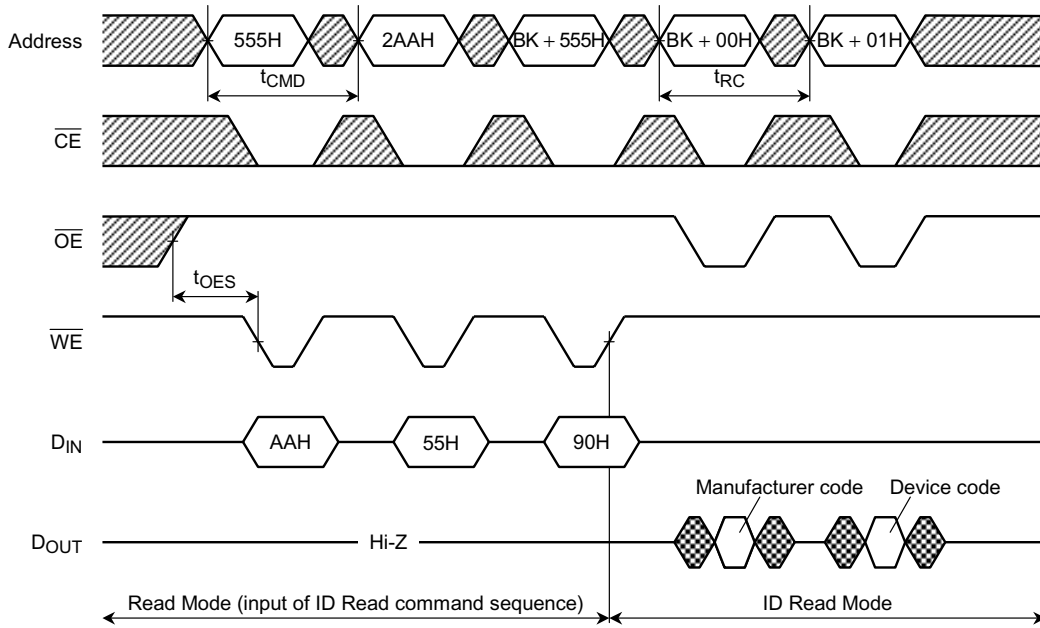 Address
555H
2AAH
BK + 555H
BK + 00H
BK + 01H
tCMD
tRC
CE
OE
tOES
WE
DIN
AAH
55H
90H
Manufacturer code
Device code
DOUT
Hi-Z
Read Mode (input of ID Read command sequence)
ID Read Mode